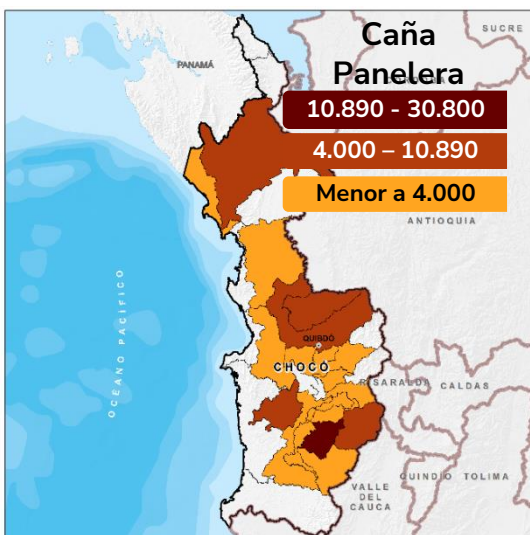 Caña
Panelera
10.890 - 30.800
4.000 – 10.890
Menor a 4.000
SUCRE
PANAMÁ
ANTIOQUIA
OCEANO PACÍFICO
QUIBDÓ
CHOCÓ
RISARALDA
CALDAS
QUINDIO
TOLIMA
VALLE
DEL
CAUCA